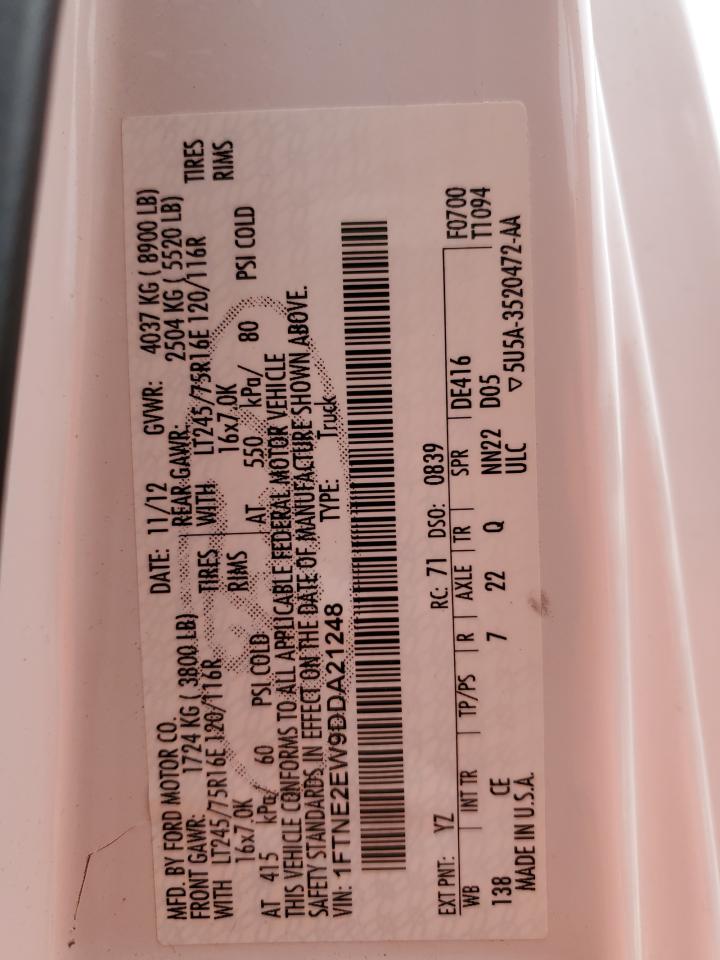 MFD. BY FORD MOTOR CO. DATE: 11/12 GVWR: 4037 KG ( 8900 LB)
FRONT GAWR: 1724 KG ( 3800 LB) REAR GAWR: 2504 KG ( 5520 LB)
WITH LT245/75R16E 120/116R TIRES WITH LT245/75R16E 120/116R TIRES
16x7.0K RIMS 16x7.0K RIMS
AT 415 kPa/ 60 PSI COLD AT 550 kPa/ 80 PSI COLD
THIS VEHICLE CONFORMS TO ALL APPLICABLE FEDERAL MOTOR VEHICLE
SAFETY STANDARDS IN EFFECT ON THE DATE OF MANUFACTURE SHOWN ABOVE.
VIN: 1FTNE2EW9DDA21248 TYPE: Truck
EXT PNT: YZ RC: 71 DSO: 0839 F0700
WB INT TR TP/PS R AXLE TR SPR DE416 T1094
138 CE 7 22 Q NN22 D05
ULC ▽5U5A-3520472-AA
MADE IN U.S.A.